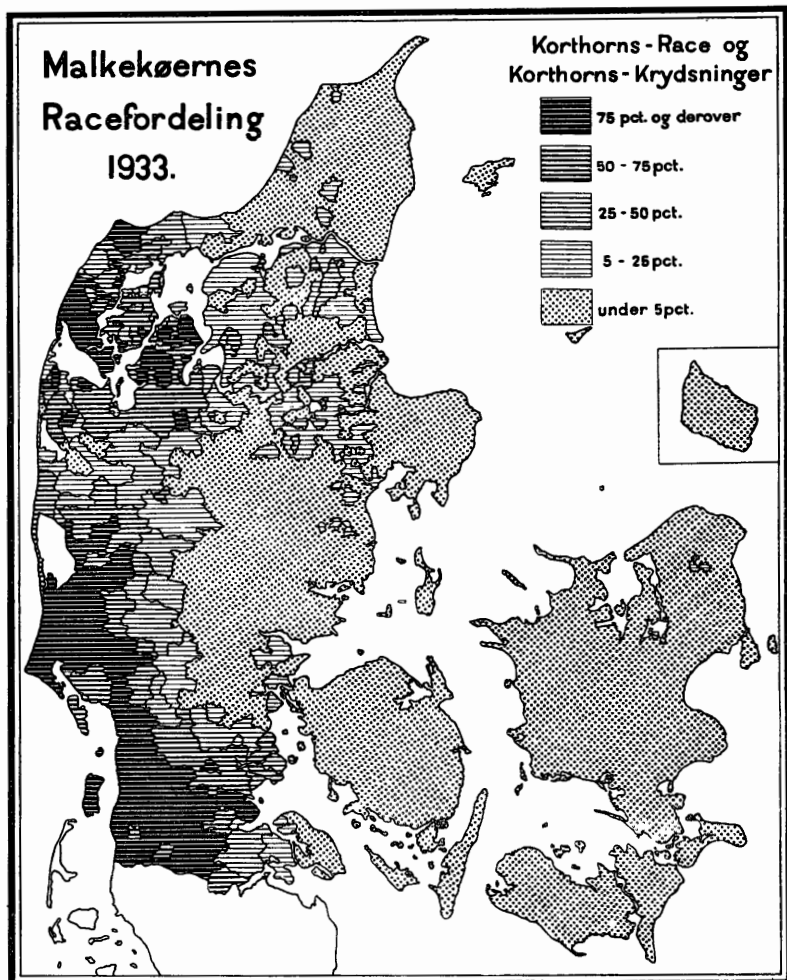 Malkekøernes
Racefordeling
1933.
Korthorns-Race og
Korthorns-Krydsninger
75 pct. og derover
50 - 75 pct.
25 - 50 pct.
5 - 25 pct.
under 5 pct.